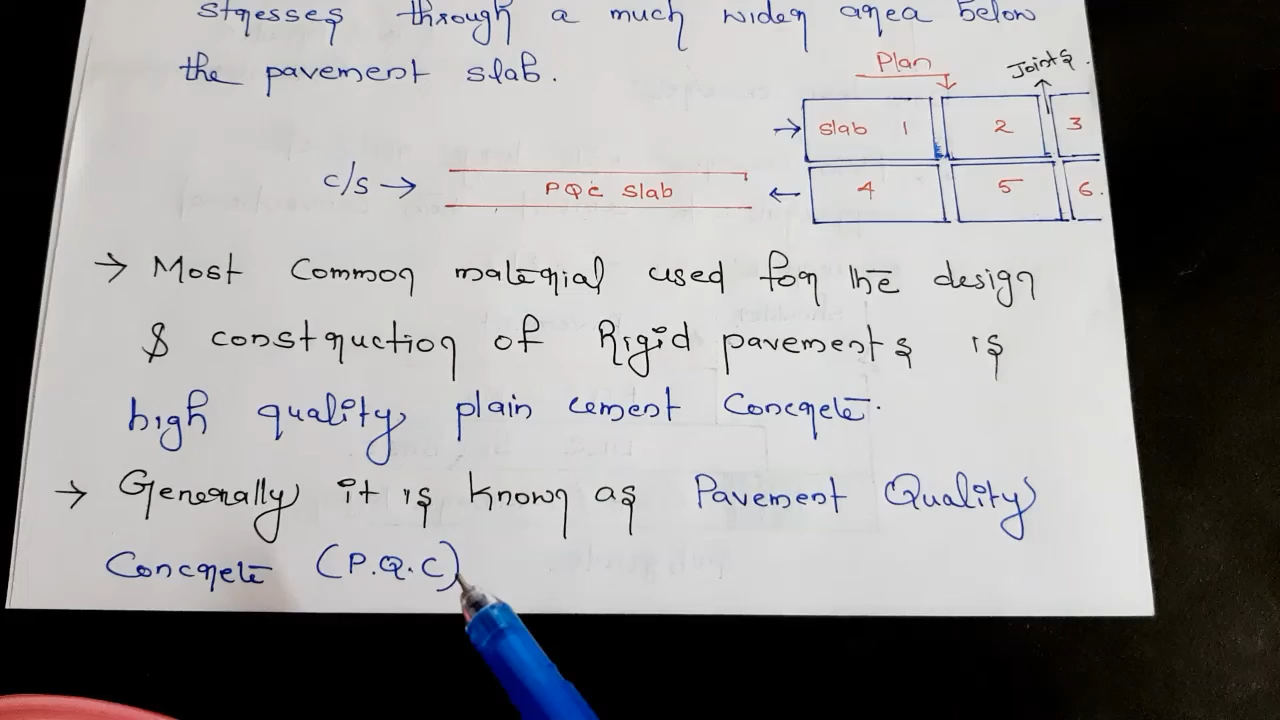 stresses through a much wider area below
the pavement slab.
Plan
Joints.
slab 1 2 3
c/s → PQC slab
4 5 6.
→ Most common material used for the design
& construction of Rigid pavements is
high quality plain cement Concrete.
→ Generally it is known as Pavement Quality
Concrete (P.Q.C)